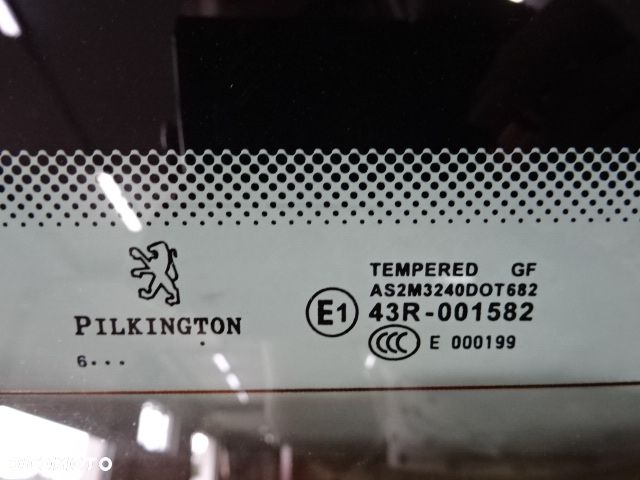 TEMPERED GF
AS2M3240DOT682
E1 43R-001582
CCC E 000199
PILKINGTON
6...